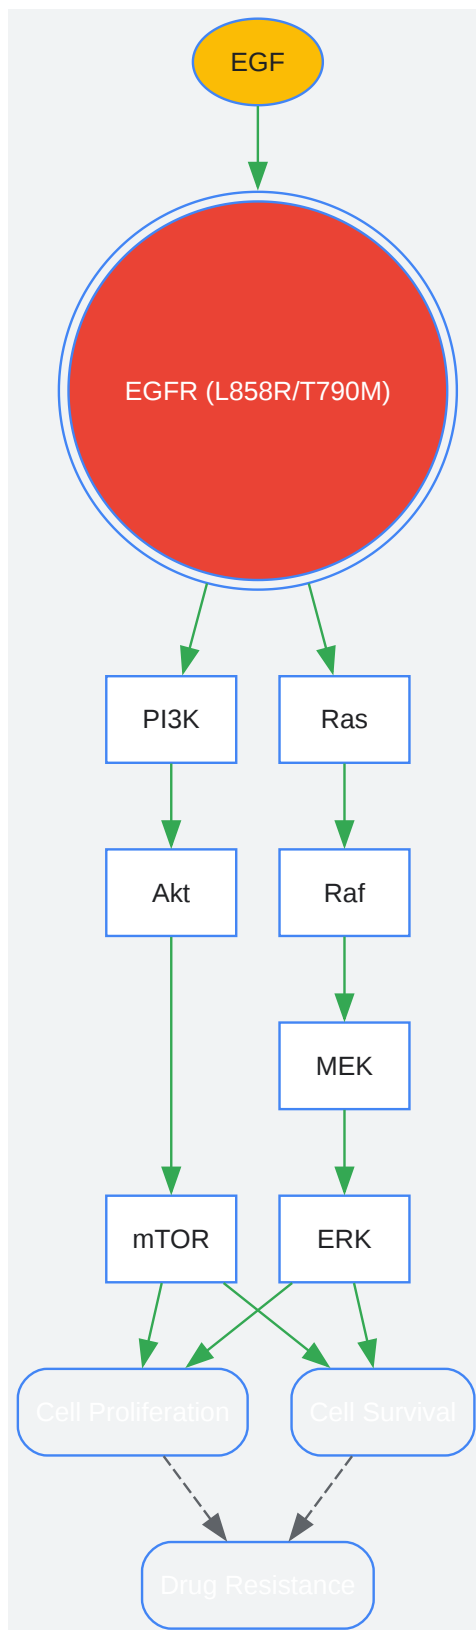 EGF
EGFR (L858R/T790M)
PI3K
Ras
Akt
Raf
MEK
mTOR
ERK
Cell Proliferation
Cell Survival
Drug Resistance